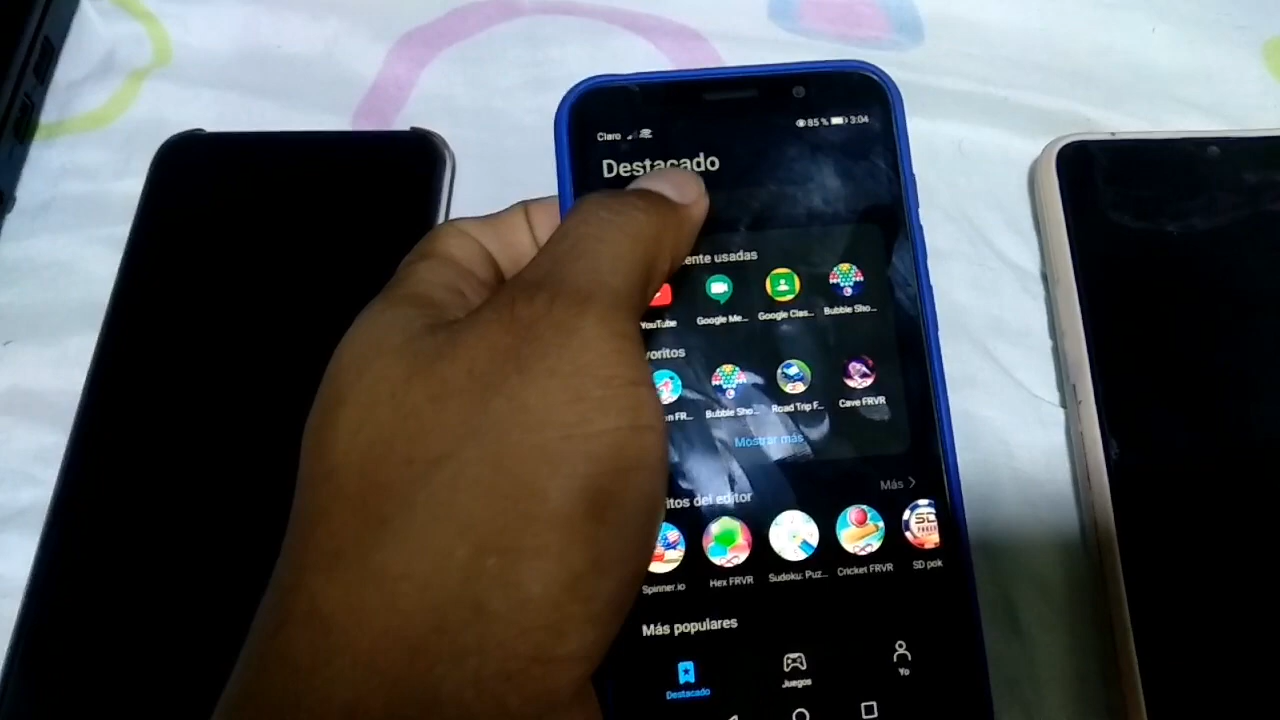 Claro 85 % 3:04
Destacado
ente usadas
YouTube Google Me... Google Clas... Bubble Sho...
voritos
n FR... Bubble Sho... Road Trip F... Cave FRVR
Mostrar más
itos del editor Más
Spinner.io Hex FRVR Sudoku: Puz... Cricket FRVR SD pok
Más populares
Destacado Juegos Yo